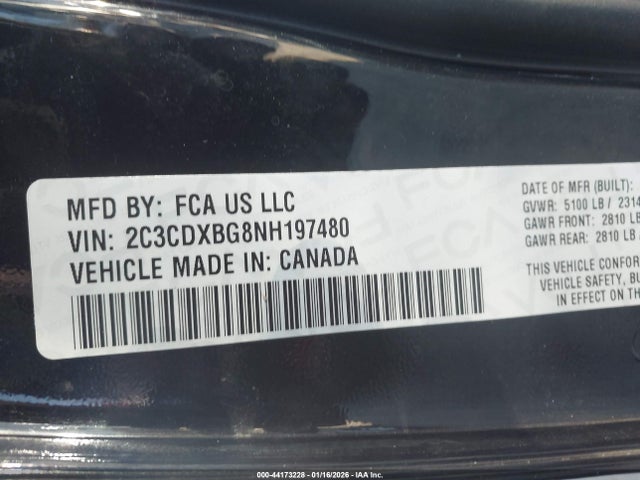 MFD BY: FCA US LLC
VIN: 2C3CDXBG8NH197480
VEHICLE MADE IN: CANADA
DATE OF MFR (BUILT):
GVWR: 5100 LB / 2314
GAWR FRONT: 2810 LB
GAWR REAR: 2810 LB
THIS VEHICLE CONFOR
VEHICLE SAFETY, BU
IN EFFECT ON THE
000-44173228 - 01/16/2026 - IAA Inc.